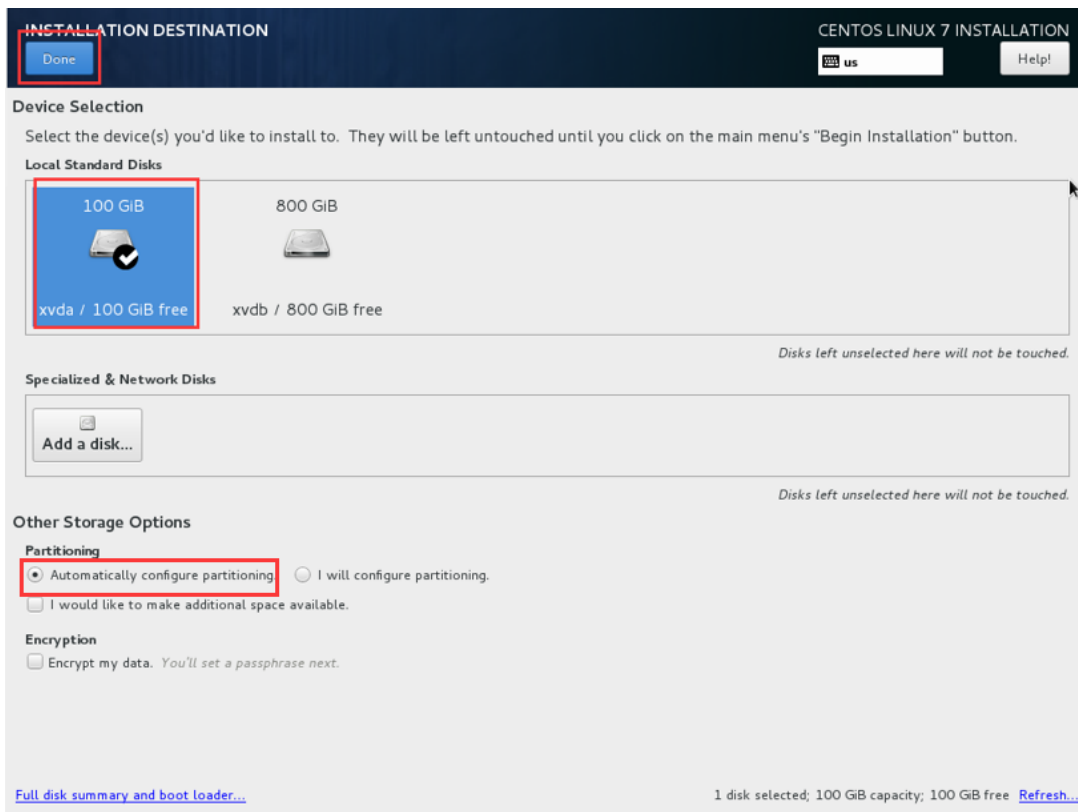 INSTALLATION DESTINATION
CENTOS LINUX 7 INSTALLATION
Done
us
Help!
Device Selection
Select the device(s) you'd like to install to. They will be left untouched until you click on the main menu's "Begin Installation" button.
Local Standard Disks
100 GiB
800 GiB
xvda / 100 GiB free
xvdb / 800 GiB free
Disks left unselected here will not be touched.
Specialized & Network Disks
Add a disk...
Disks left unselected here will not be touched.
Other Storage Options
Partitioning
Automatically configure partitioning. I will configure partitioning.
I would like to make additional space available.
Encryption
Encrypt my data. You'll set a passphrase next.
Full disk summary and boot loader...
1 disk selected; 100 GiB capacity; 100 GiB free Refresh...